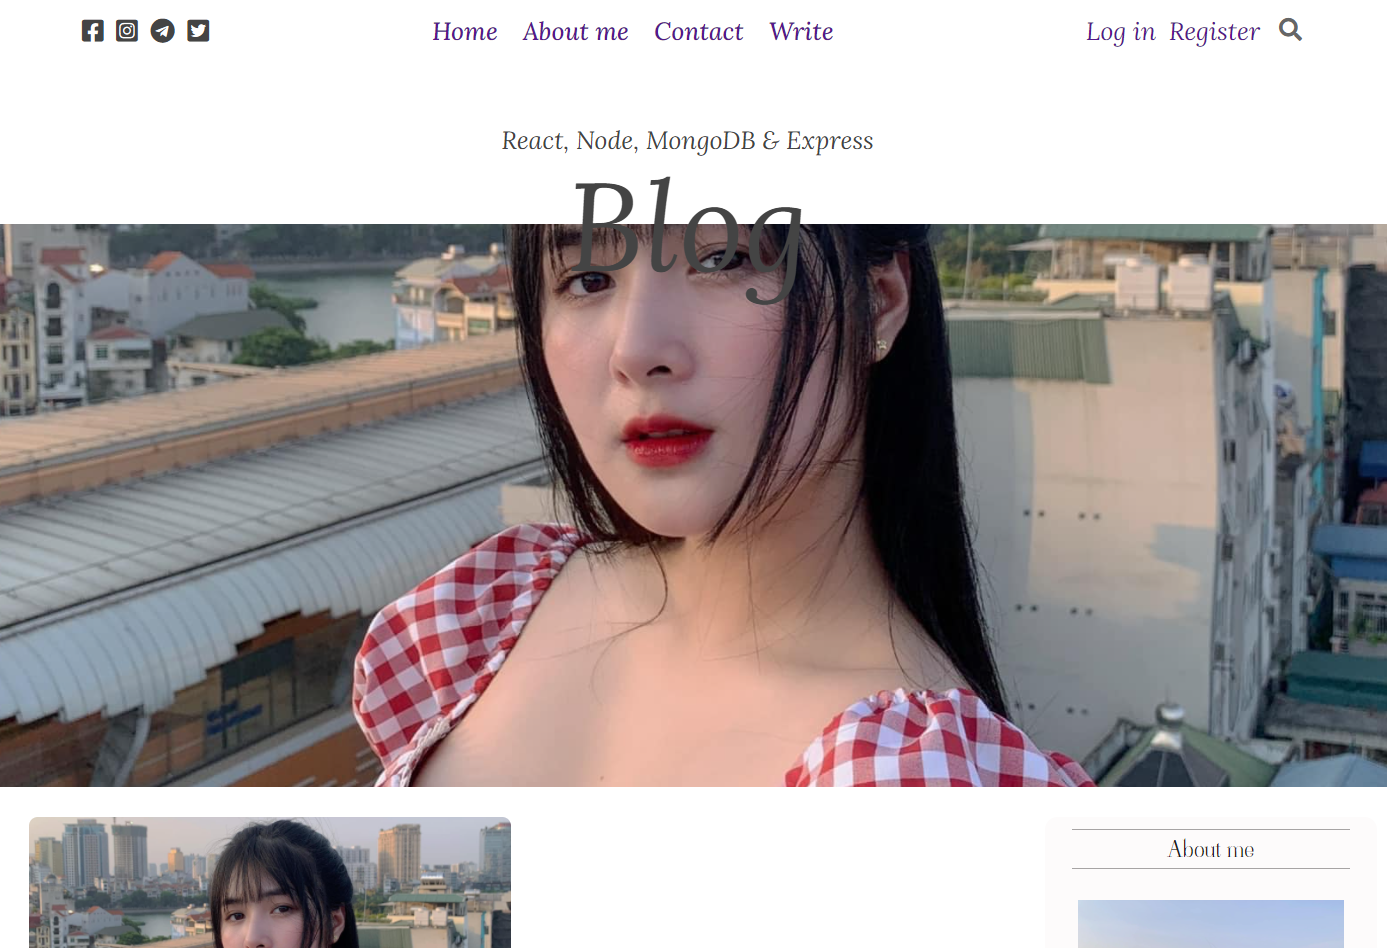 Home About me Contact Write Log in Register
React, Node, MongoDB & Express
Blog
About me